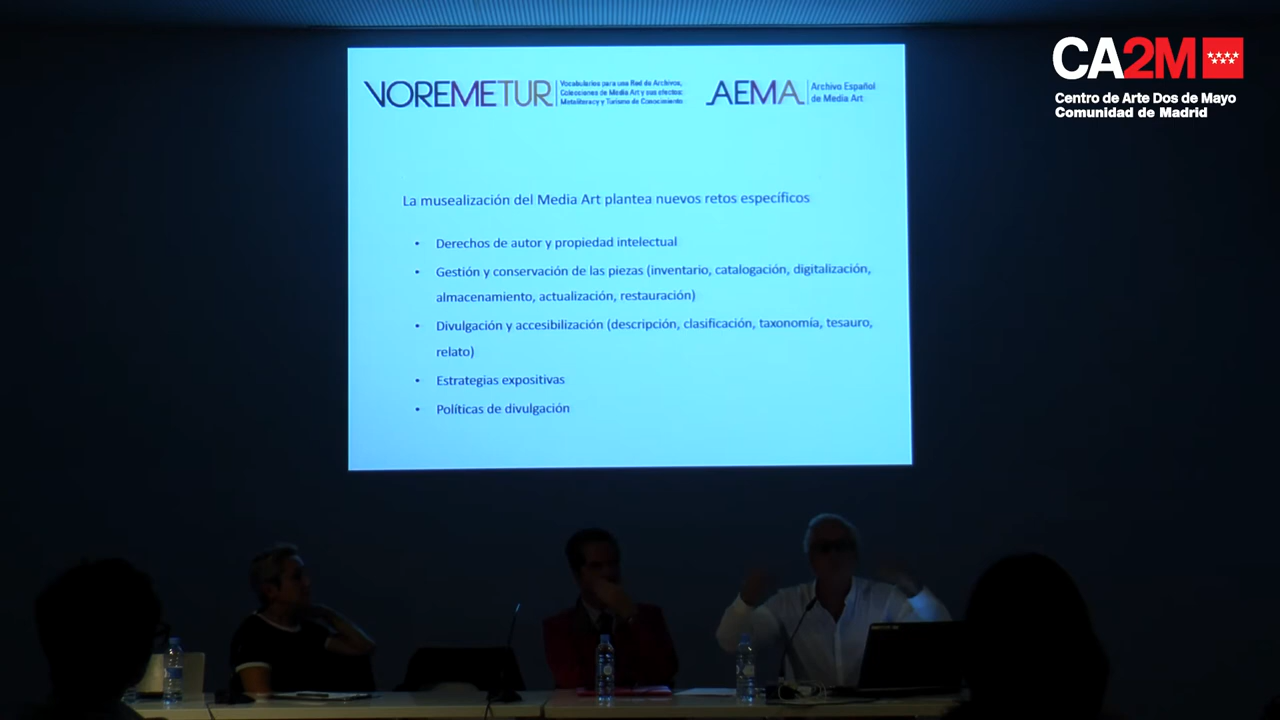 VOREMETUR
Vocabularios para una Red de Archivos,
Colecciones de Media Art y sus efectos:
Metaliteracy y Turismo de Conocimiento
AEMA
Archivo Español
de Media Art
CA2M
Centro de Arte Dos de Mayo
Comunidad de Madrid
La musealización del Media Art plantea nuevos retos específicos
• Derechos de autor y propiedad intelectual
• Gestión y conservación de las piezas (inventario, catalogación, digitalización,
almacenamiento, actualización, restauración)
• Divulgación y accesibilización (descripción, clasificación, taxonomía, tesauro,
relato)
• Estrategias expositivas
• Políticas de divulgación